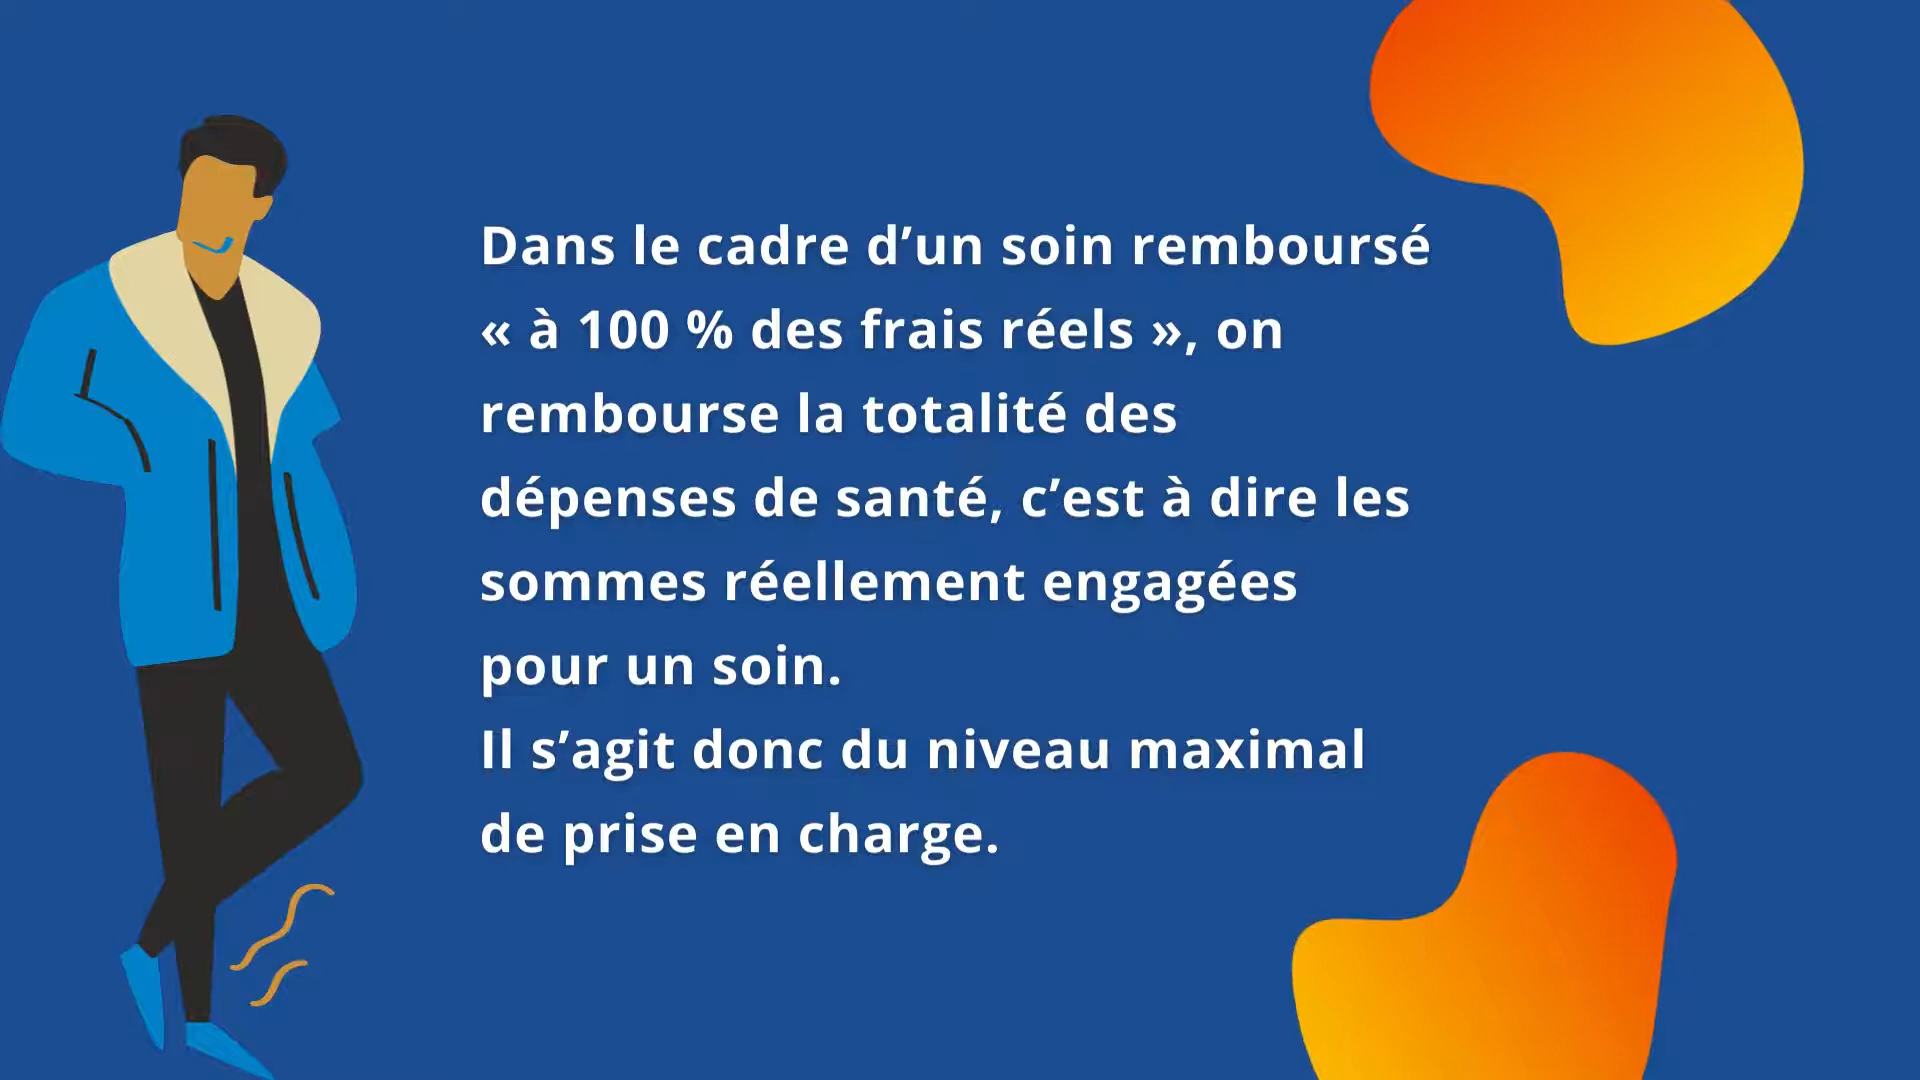 Dans le cadre d’un soin remboursé
« à 100 % des frais réels », on
rembourse la totalité des
dépenses de santé, c’est à dire les
sommes réellement engagées
pour un soin.
Il s’agit donc du niveau maximal
de prise en charge.